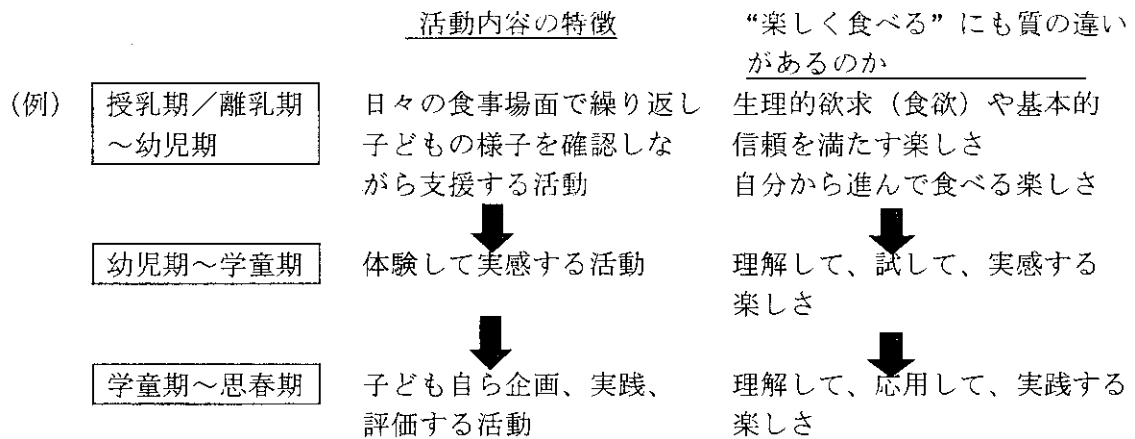 活動内容の特徴
“楽しく食べる”にも質の違い
があるのか
(例)
授乳期／離乳期
～幼児期
日々の食事場面で繰り返し
子どもの様子を確認しな
がら支援する活動
生理的欲求（食欲）や基本的
信頼を満たす楽しさ
自分から進んで食べる楽しさ
幼児期～学童期
体験して実感する活動
理解して、試して、実感する
楽しさ
学童期～思春期
子ども自ら企画、実践、
評価する活動
理解して、応用して、実践する
楽しさ